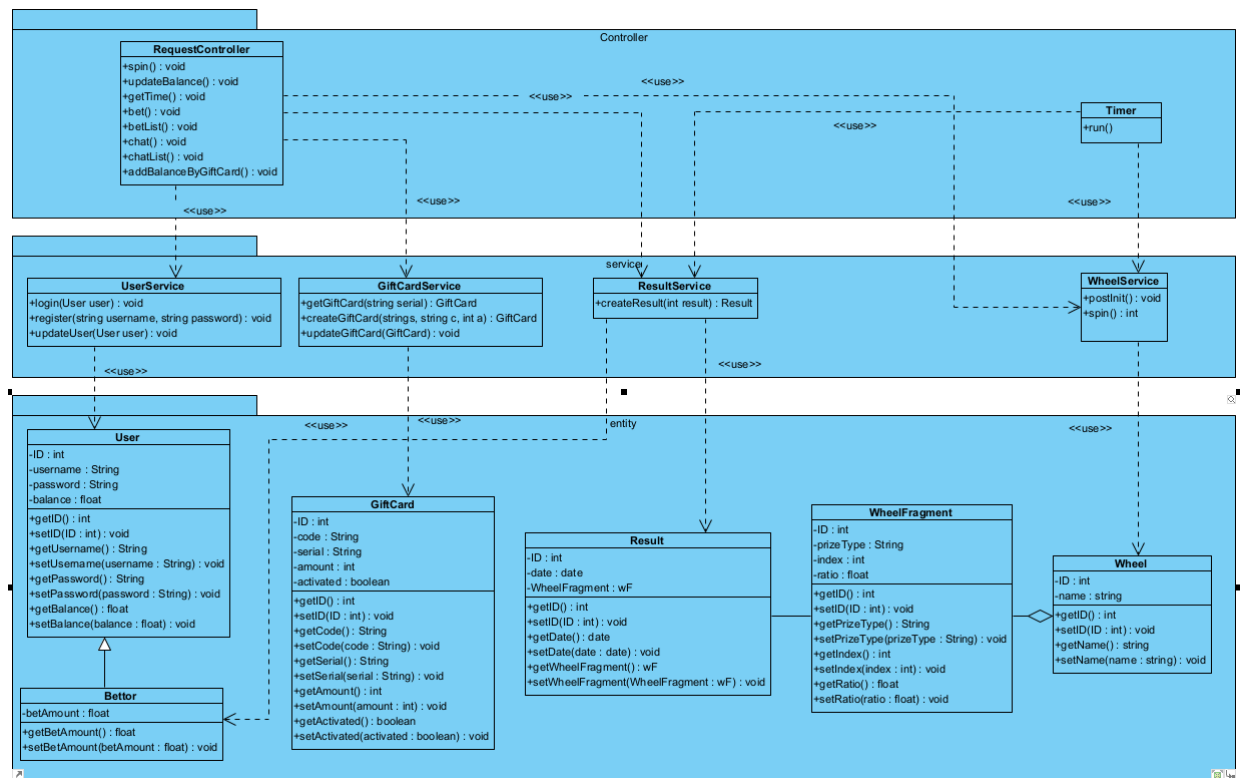 Controller
RequestController
+spin() : void
+updateBalance() : void
+getTime() : void
+bet() : void
+betList() : void
+chat() : void
+chatList() : void
+addBalanceByGiftCard() : void
<<use>>
<<use>>
<<use>>
Timer
+run()
<<use>>
<<use>>
<<use>>
service
UserService
+login(User user) : void
+register(string username, string password) : void
+updateUser(User user) : void
GiftCardService
+getGiftCard(string serial) : GiftCard
+createGiftCard(strings, string c, int a) : GiftCard
+updateGiftCard(GiftCard) : void
ResultService
+createResult(int result) : Result
WheelService
+postInit() : void
+spin() : int
<<use>>
<<use>>
<<use>>
<<use>>
<<use>>
entity
User
-ID : int
-username : String
-password : String
-balance : float
+getID() : int
+setID(ID : int) : void
+getUsername() : String
+setUsername(username : String) : void
+getPassword() : String
+setPassword(password : String) : void
+getBalance() : float
+setBalance(balance : float) : void
Bettor
-betAmount : float
+getBetAmount() : float
+setBetAmount(betAmount : float) : void
GiftCard
-ID : int
-code : String
-serial : String
-amount : int
-activated : boolean
+getID() : int
+setID(ID : int) : void
+getCode() : String
+setCode(code : String) : void
+getSerial() : String
+setSerial(serial : String) : void
+getAmount() : int
+setAmount(amount : int) : void
+getActivated() : boolean
+setActivated(activated : boolean) : void
Result
-ID : int
-date : date
-WheelFragment : wF
+getID() : int
+setID(ID : int) : void
+getDate() : date
+setDate(date : date) : void
+getWheelFragment() : wF
+setWheelFragment(WheelFragment : wF) : void
WheelFragment
-ID : int
-prizeType : String
-index : int
-ratio : float
+getID() : int
+setID(ID : int) : void
+getPrizeType() : String
+setPrizeType(prizeType : String) : void
+getIndex() : int
+setIndex(index : int) : void
+getRatio() : float
+setRatio(ratio : float) : void
Wheel
-ID : int
-name : string
+getID() : int
+setID(ID : int) : void
+getName() : string
+setName(name : string) : void